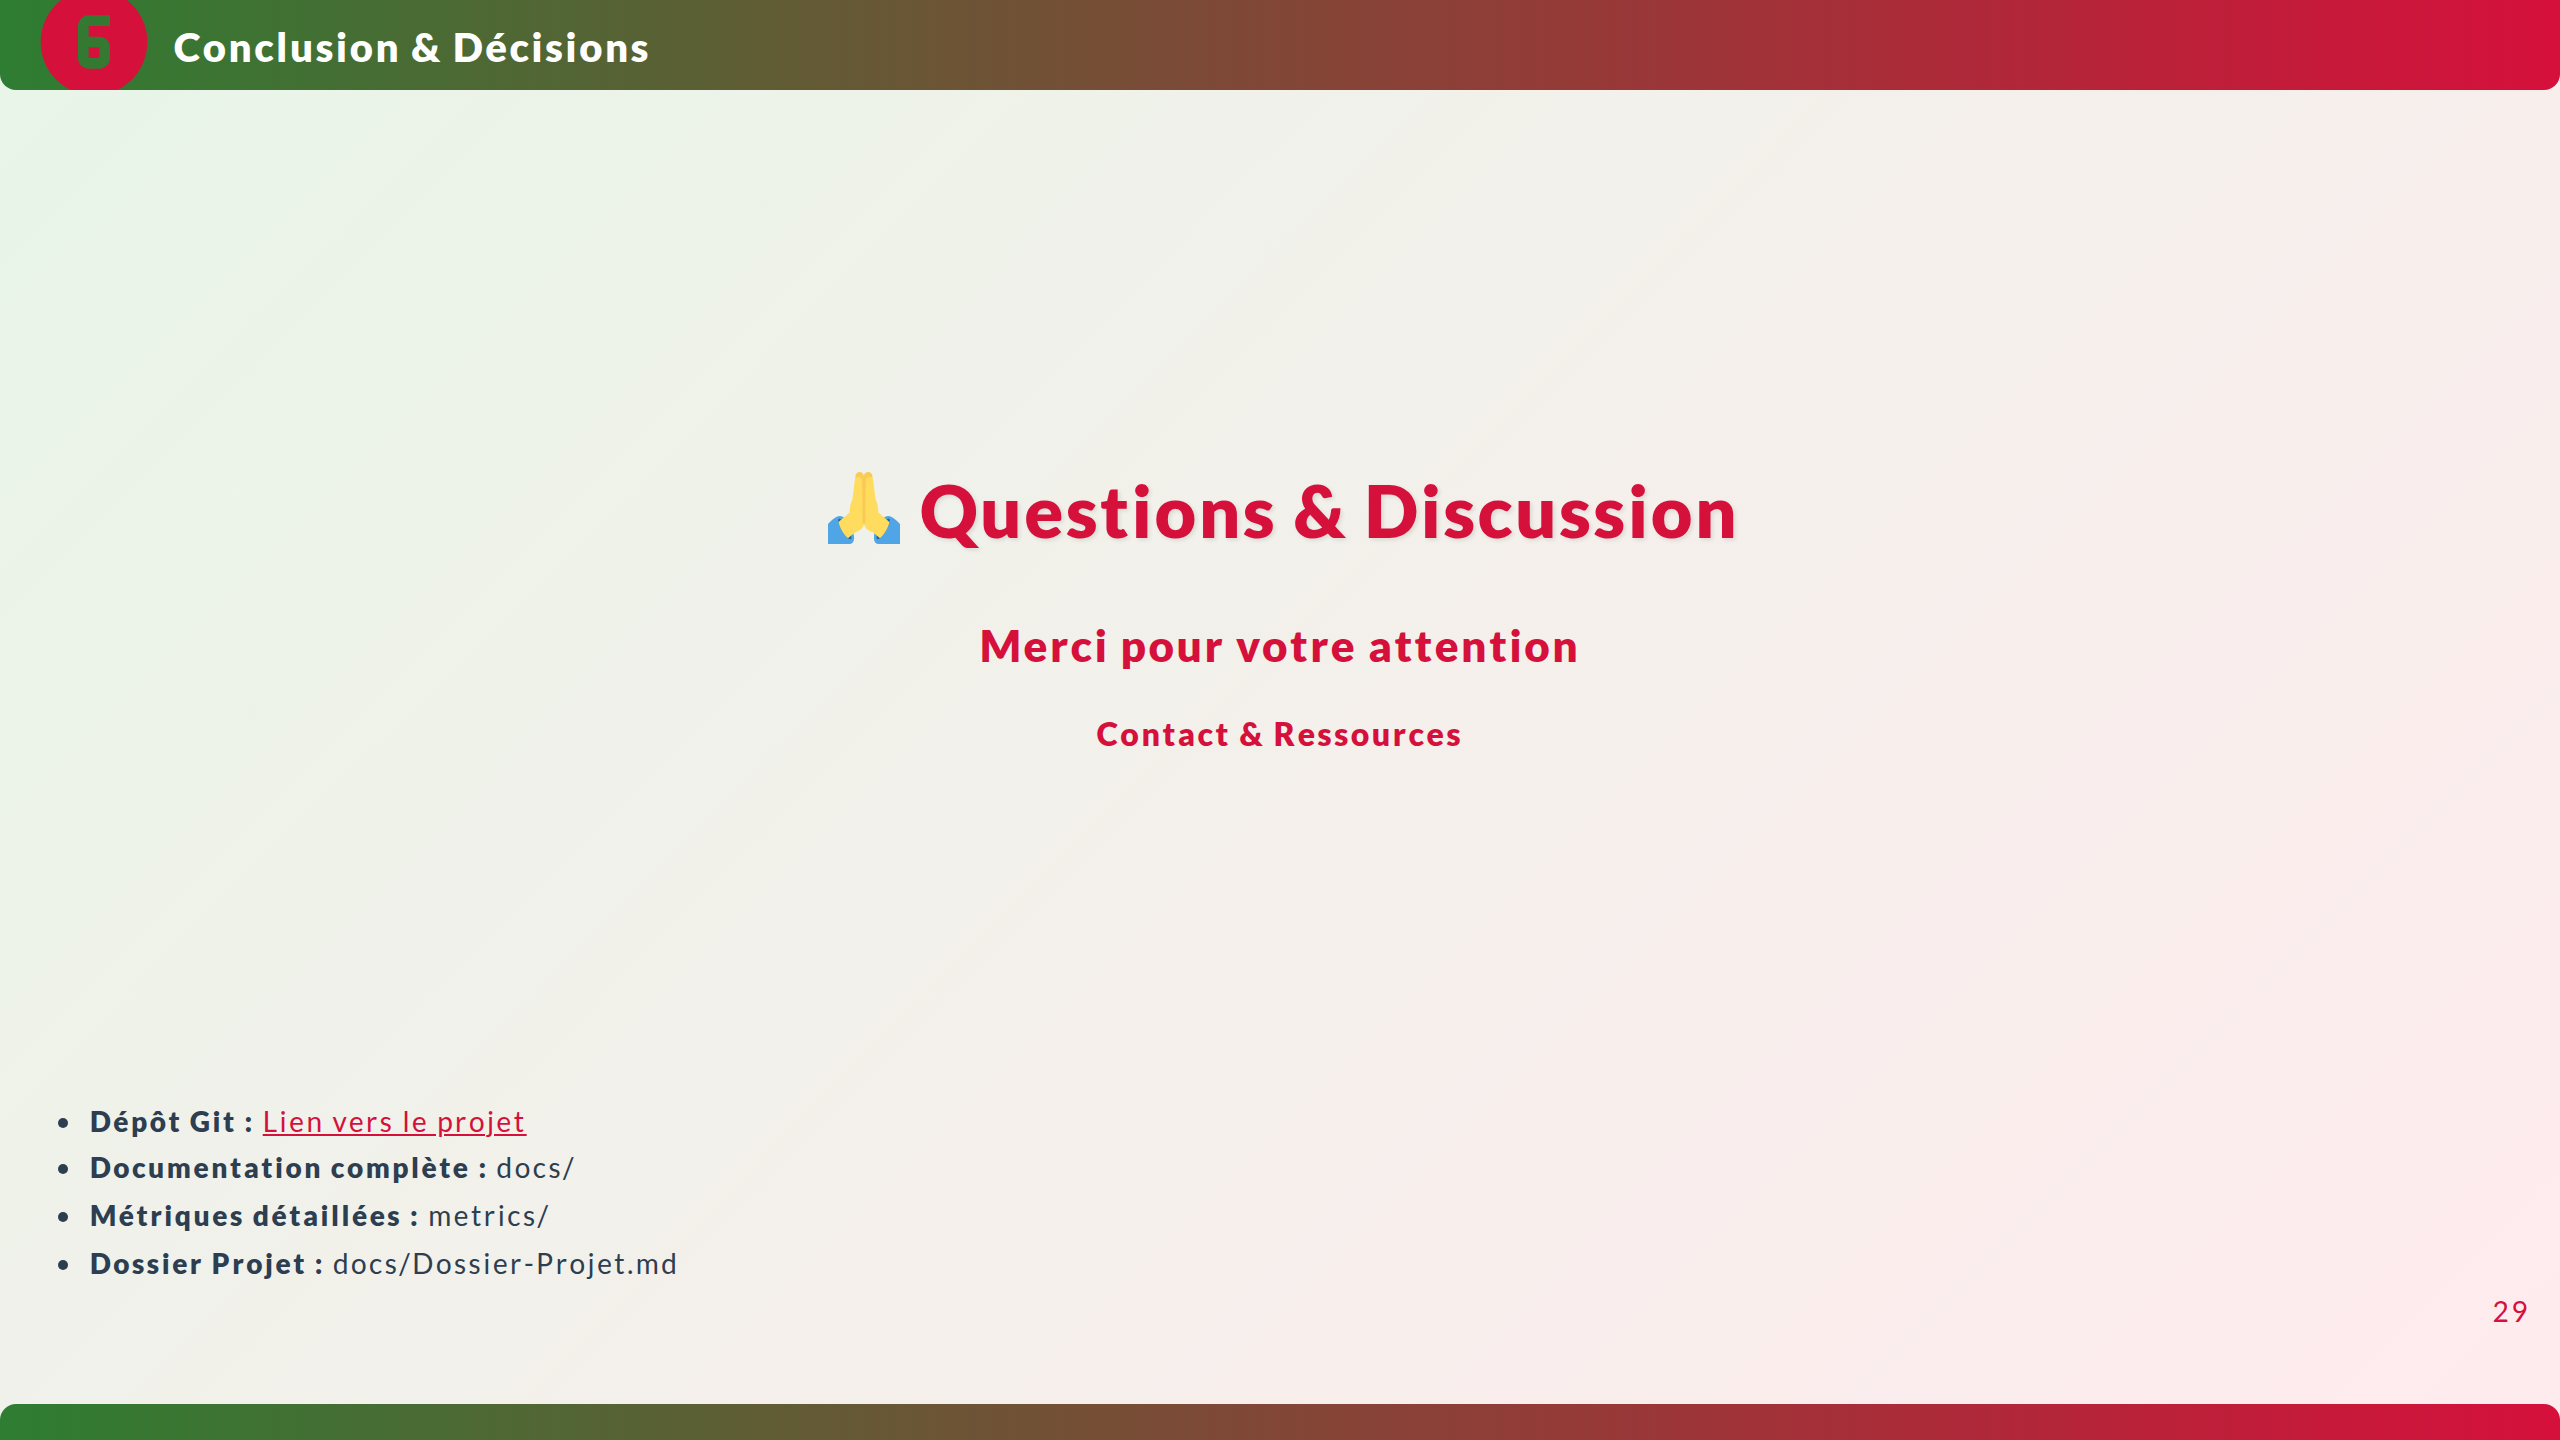 6
Conclusion & Décisions
🙏 Questions & Discussion
Merci pour votre attention
Contact & Ressources
• Dépôt Git : Lien vers le projet
• Documentation complète : docs/
• Métriques détaillées : metrics/
• Dossier Projet : docs/Dossier-Projet.md
29